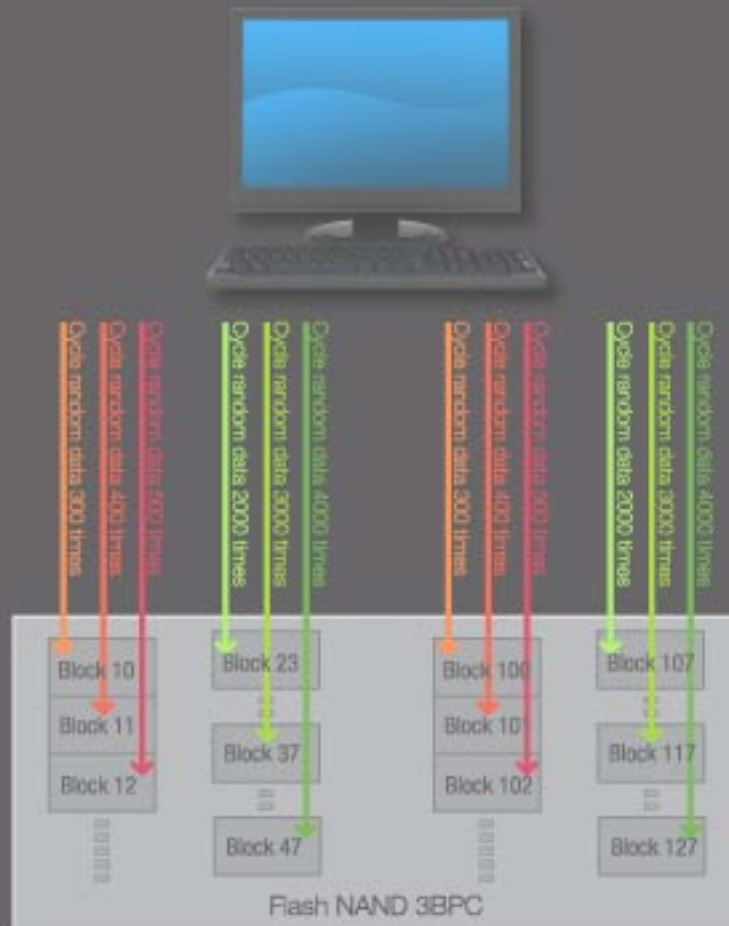 Cycle random data 300 times
Cycle random data 400 times
Cycle random data 500 times
Cycle random data 2000 times
Cycle random data 3000 times
Cycle random data 4000 times
Cycle random data 300 times
Cycle random data 400 times
Cycle random data 500 times
Cycle random data 2000 times
Cycle random data 3000 times
Cycle random data 4000 times
Block 10
Block 11
Block 12
Block 23
Block 37
Block 47
Block 100
Block 101
Block 102
Block 107
Block 117
Block 127
Flash NAND 3BPC